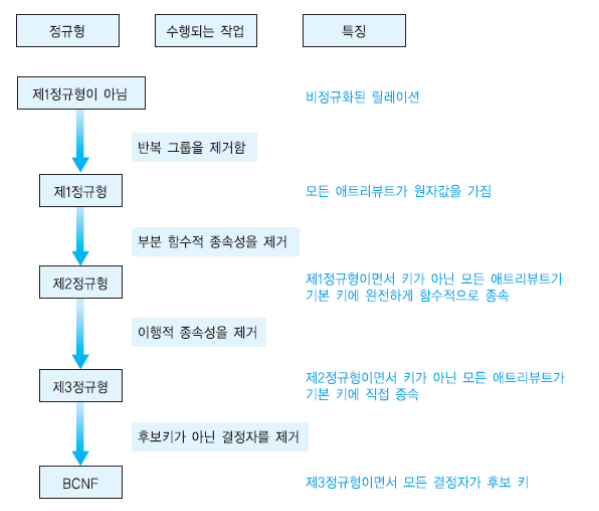 정규형
수행되는 작업
특징
제1정규형이 아님
비정규화된 릴레이션
반복 그룹을 제거함
제1정규형
모든 애트리뷰트가 원자값을 가짐
부분 함수적 종속성을 제거
제2정규형
제1정규형이면서 키가 아닌 모든 애트리뷰트가
기본 키에 완전하게 함수적으로 종속
이행적 종속성을 제거
제3정규형
제2정규형이면서 키가 아닌 모든 애트리뷰트가
기본 키에 직접 종속
후보키가 아닌 결정자를 제거
BCNF
제3정규형이면서 모든 결정자가 후보 키